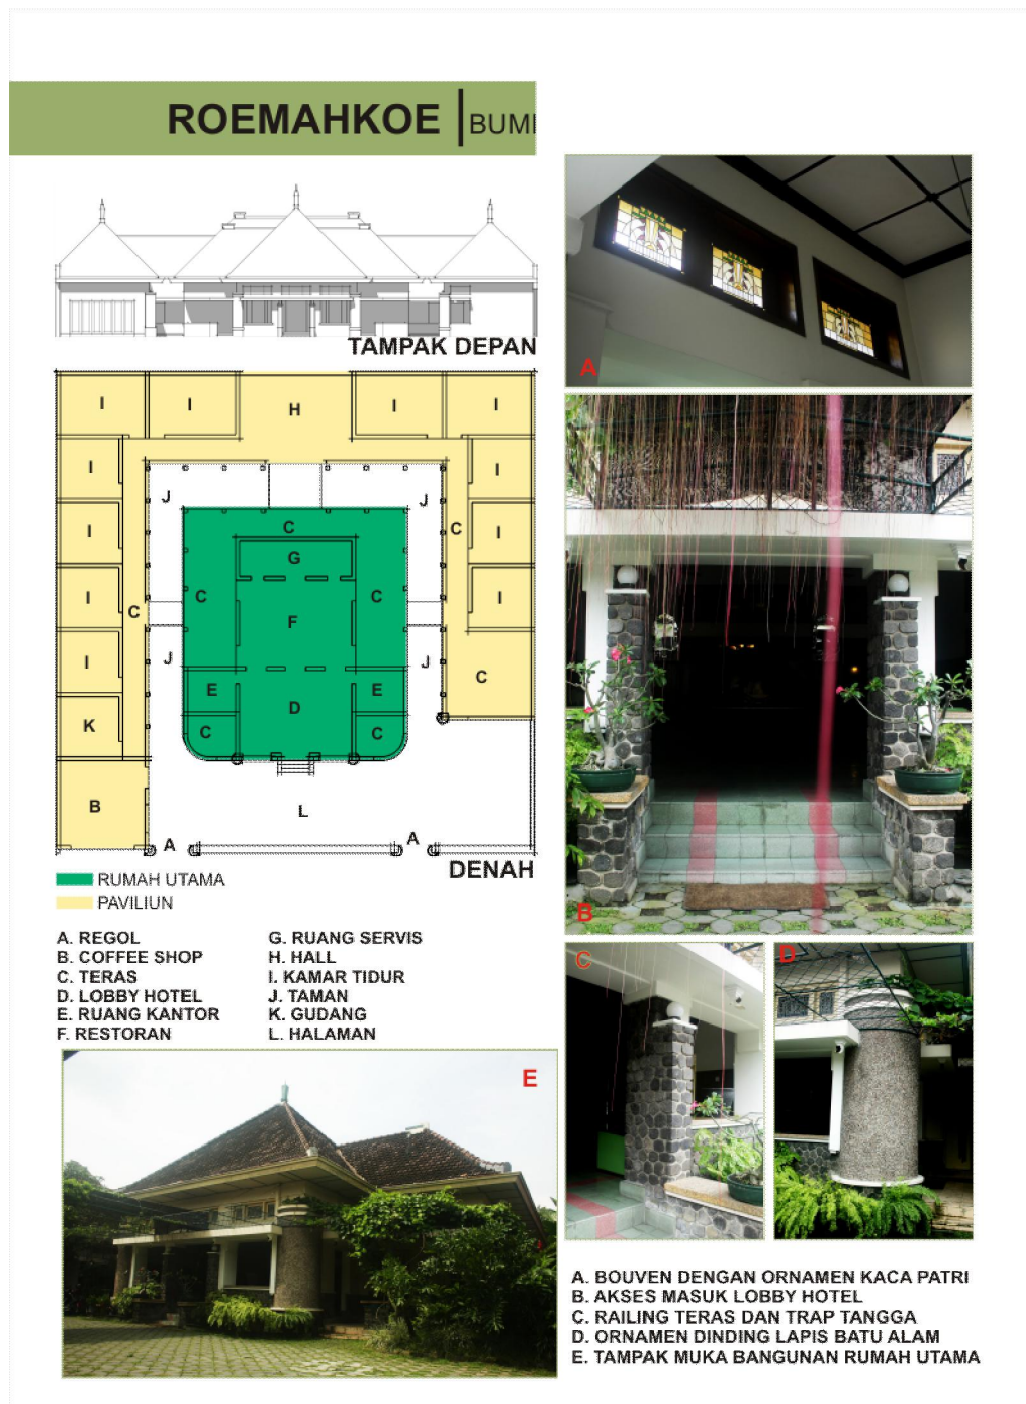 ROEMAHKOE | BUMI
TAMPAK DEPAN
I
I
H
I
I
I
J
J
I
C
C
I
I
G
I
C
C
I
C
F
I
I
J
J
C
E
E
K
D
C
C
B
L
A
A
DENAH
RUMAH UTAMA
PAVILIUN
A. REGOL
B. COFFEE SHOP
C. TERAS
D. LOBBY HOTEL
E. RUANG KANTOR
F. RESTORAN
G. RUANG SERVIS
H. HALL
I. KAMAR TIDUR
J. TAMAN
K. GUDANG
L. HALAMAN
A
B
C
D
E
A. BOUVEN DENGAN ORNAMEN KACA PATRI
B. AKSES MASUK LOBBY HOTEL
C. RAILING TERAS DAN TRAP TANGGA
D. ORNAMEN DINDING LAPIS BATU ALAM
E. TAMPAK MUKA BANGUNAN RUMAH UTAMA